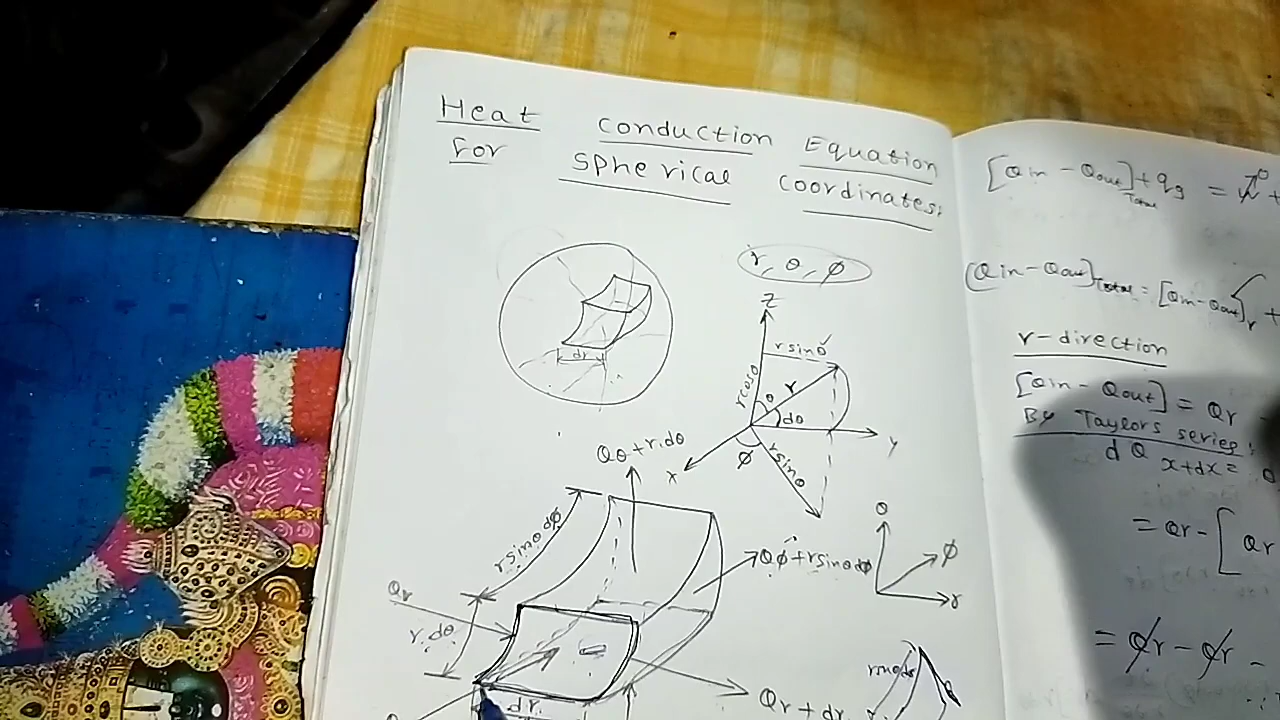 Heat Conduction Equation
for Spherical Coordinates:
r, θ, ϕ
dr
Z
r sinθ
r cosθ
r
θ
dθ
y
x
ϕ
r sinθ
Qθ + r.dθ
r sinθ dϕ
Qϕ + r sinθ dϕ
θ
ϕ
r
Qr
r.dθ
dr.
Qr + dr
[Qin - Qout]Total + qg =
(Qin - Qout)Total = [Qin - Qout]r +
r-direction
[Qin - Qout] = Qr
By Taylors series:
dQ x+dx =
= Qr - [Qr
= Qr - Qr -